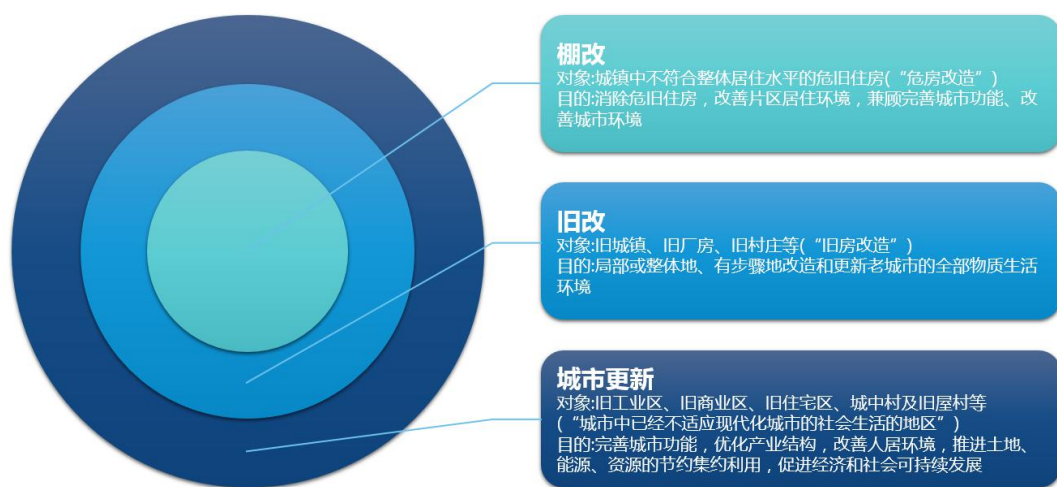 棚改
对象:城镇中不符合整体居住水平的危旧住房(“危房改造”)
目的:消除危旧住房，改善片区居住环境，兼顾完善城市功能、改
善城市环境
旧改
对象:旧城镇、旧厂房、旧村庄等(“旧房改造”)
目的:局部或整体地、有步骤地改造和更新老城市的全部物质生活
环境
城市更新
对象:旧工业区、旧商业区、旧住宅区、城中村及旧屋村等
(“城市中已经不适应现代化城市的社会生活的地区”)
目的:完善城市功能，优化产业结构，改善人居环境，推进土地、
能源、资源的节约集约利用，促进经济和社会可持续发展